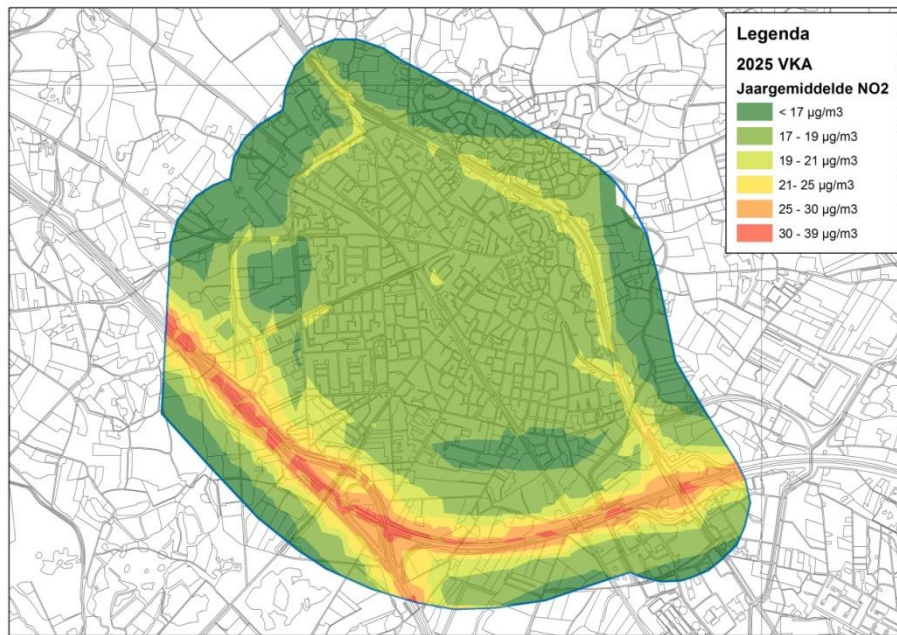 Legenda
2025 VKA
Jaargemiddelde NO2
< 17 µg/m3
17 - 19 µg/m3
19 - 21 µg/m3
21- 25 µg/m3
25 - 30 µg/m3
30 - 39 µg/m3